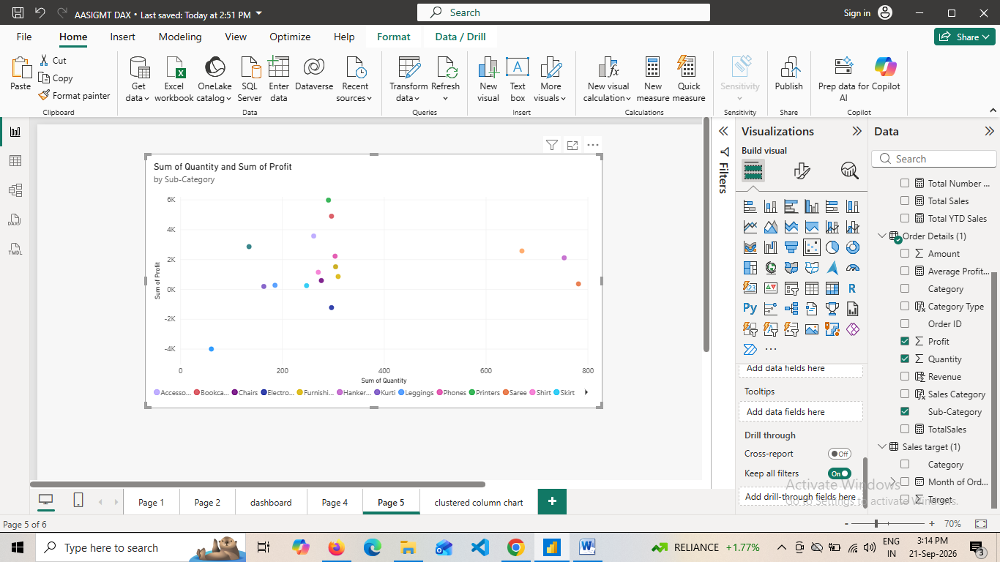 AASIGMT DAX • Last saved: Today at 2:51 PM
Search
Sign in
File Home Insert Modeling View Optimize Help Format Data / Drill
Share
Paste
Cut
Copy
Format painter
Clipboard
Get data
Excel workbook
OneLake catalog
SQL Server
Enter data
Dataverse
Recent sources
Data
Transform data
Refresh
Queries
New visual
Text box
More visuals
Insert
New visual calculation
New measure
Quick measure
Calculations
Sensitivity
Sensitivity
Publish
Share
Prep data for AI
Copilot
Copilot
DAX
TMDL
Sum of Quantity and Sum of Profit
by Sub-Category
6K
4K
2K
0K
-2K
-4K
Sum of Profit
0 200 400 600 800
Sum of Quantity
Accesso... Bookca... Chairs Electro... Furnishi... Hanker... Kurti Leggings Phones Printers Saree Shirt Skirt
Filters
Visualizations
Build visual
123
R
Py
Add data fields here
Tooltips
Add data fields here
Drill through
Cross-report
Off
Keep all filters
On
Add drill-through fields here
Data
Search
Total Number ...
Total Sales
Total YTD Sales
Order Details (1)
Amount
Average Profit...
Category
Category Type
Order ID
Profit
Quantity
Revenue
Sales Category
Sub-Category
TotalSales
Sales target (1)
Category
Month of Ord...
Target
Activate Windows
Go to Settings to activate Windows.
Page 1 Page 2 dashboard Page 4 Page 5 clustered column chart +
Page 5 of 6
- + 70%
Type here to search
RELIANCE +1.77%
ENG
IN
3:14 PM
21-Sep-2026
3